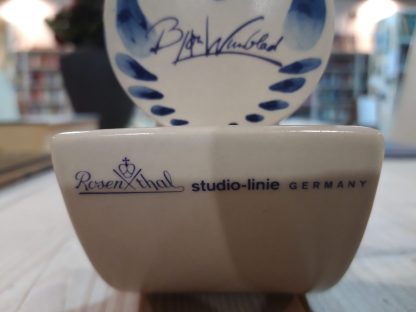 Bjørn Wiinblad
Rosenthal studio-linie GERMANY